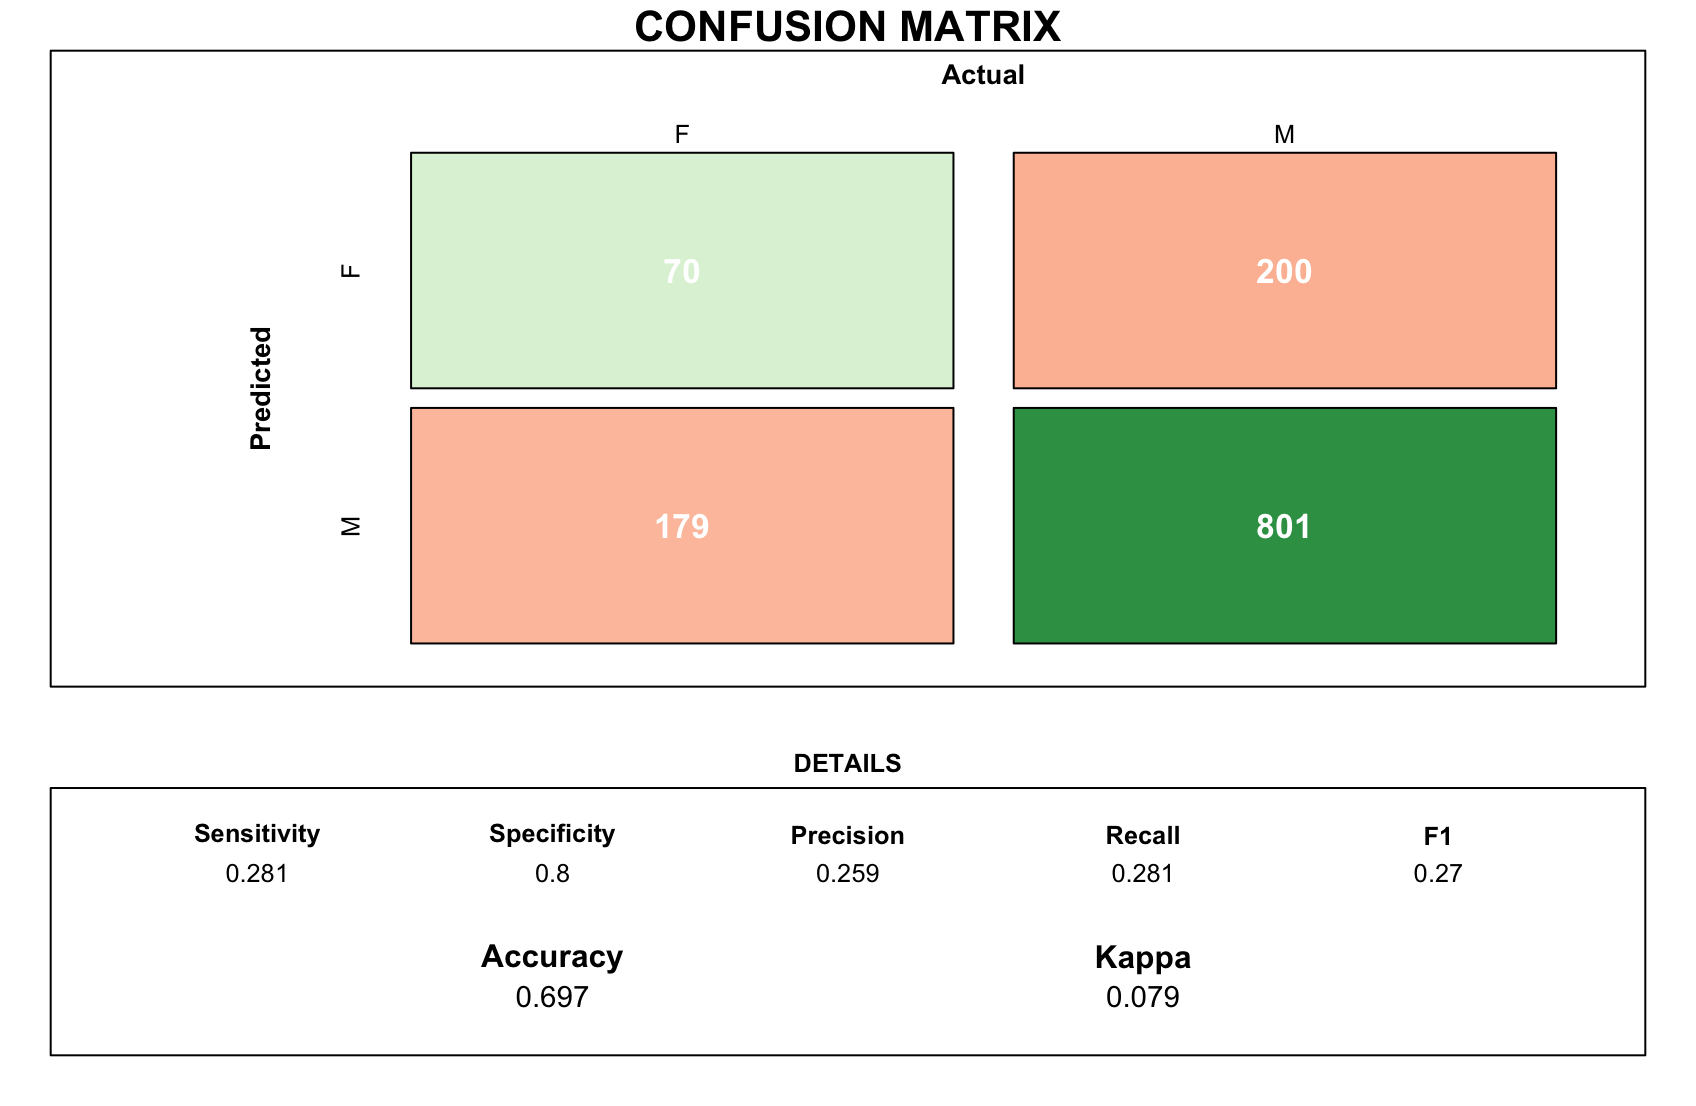 CONFUSION MATRIX
Actual
F M
F 70 200
Predicted
M 179 801
DETAILS
Sensitivity Specificity Precision Recall F1
0.281 0.8 0.259 0.281 0.27
Accuracy Kappa
0.697 0.079